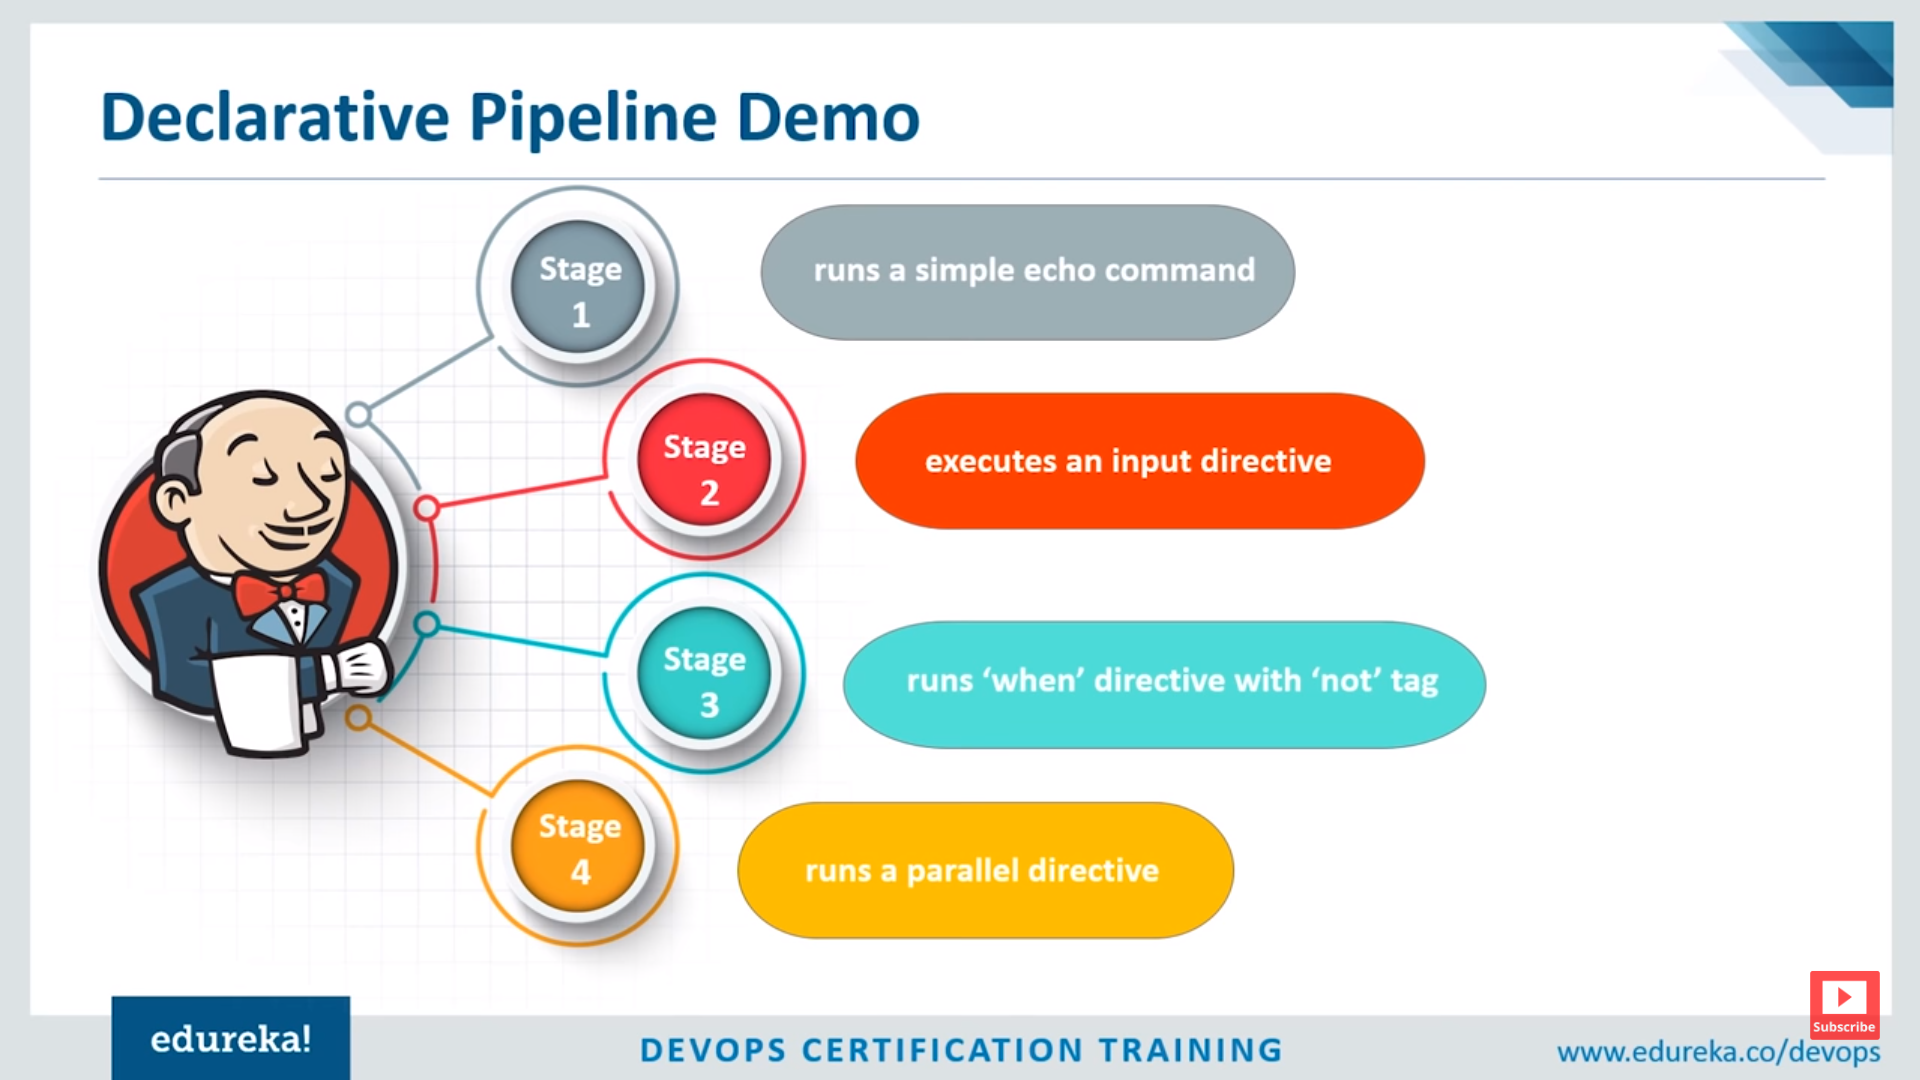 Declarative Pipeline Demo
Stage
1
runs a simple echo command
Stage
2
executes an input directive
Stage
3
runs ‘when’ directive with ‘not’ tag
Stage
4
runs a parallel directive
Subscribe
edureka!
DEVOPS CERTIFICATION TRAINING
www.edureka.co/devops